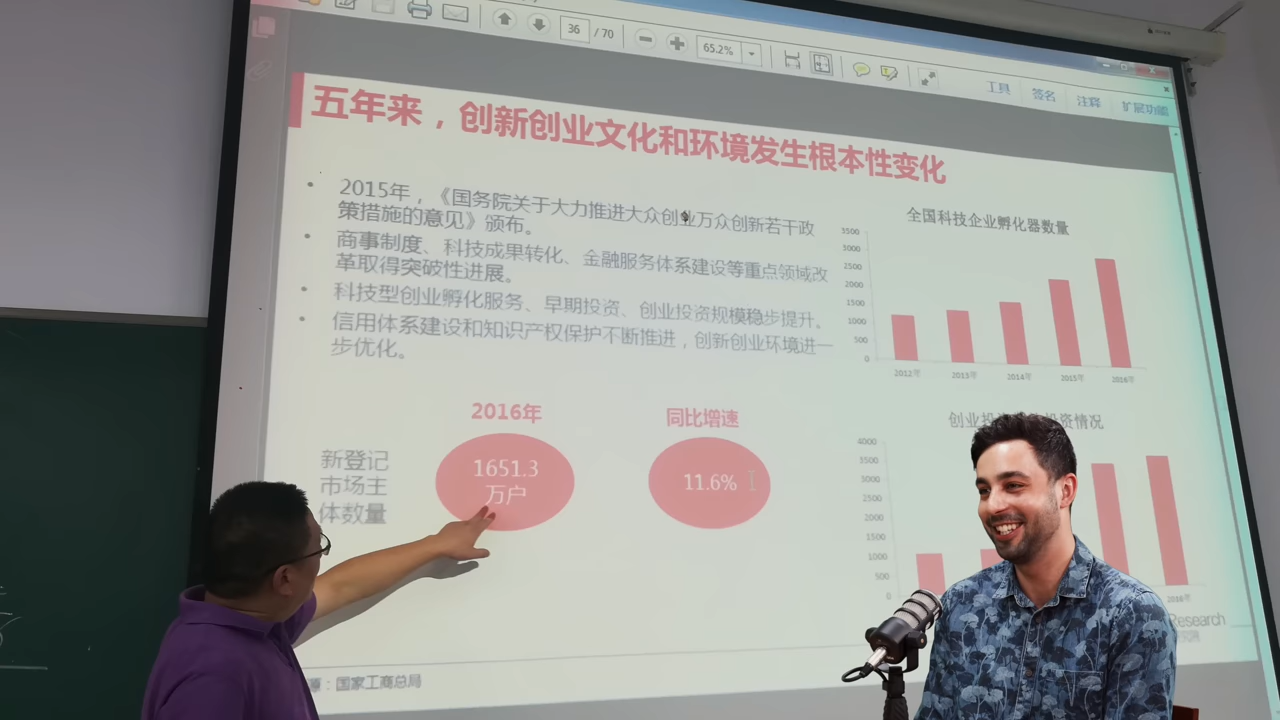 36 / 70
65.2%
工具 签名 注释 扩展功能
五年来，创新创业文化和环境发生根本性变化
• 2015年，《国务院关于大力推进大众创业万众创新若干政
策措施的意见》颁布。
• 商事制度、科技成果转化、金融服务体系建设等重点领域改
革取得突破性进展。
• 科技型创业孵化服务、早期投资、创业投资规模稳步提升。
• 信用体系建设和知识产权保护不断推进，创新创业环境进一
步优化。
2016年
同比增速
新登记
市场主
体数量
1651.3
万户
11.6%
全国科技企业孵化器数量
3500
3000
2500
2000
1500
1000
500
0
2012年 2013年 2014年 2015年 2016年
创业投
投资情况
4000
3500
3000
2500
2000
1500
1000
500
0
2016年
Research
：国家工商总局